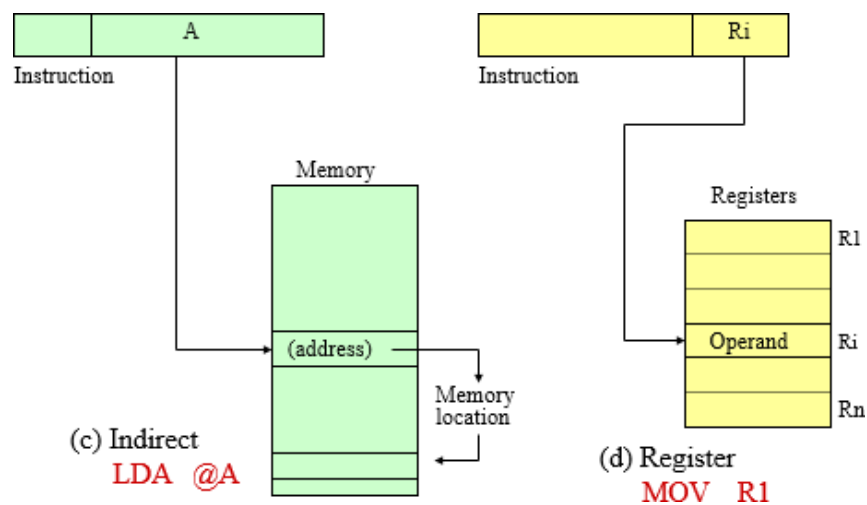 A
Instruction
Memory
(address)
Memory
location
(c) Indirect
LDA @A
Ri
Instruction
Registers
R1
Operand
Ri
Rn
(d) Register
MOV R1